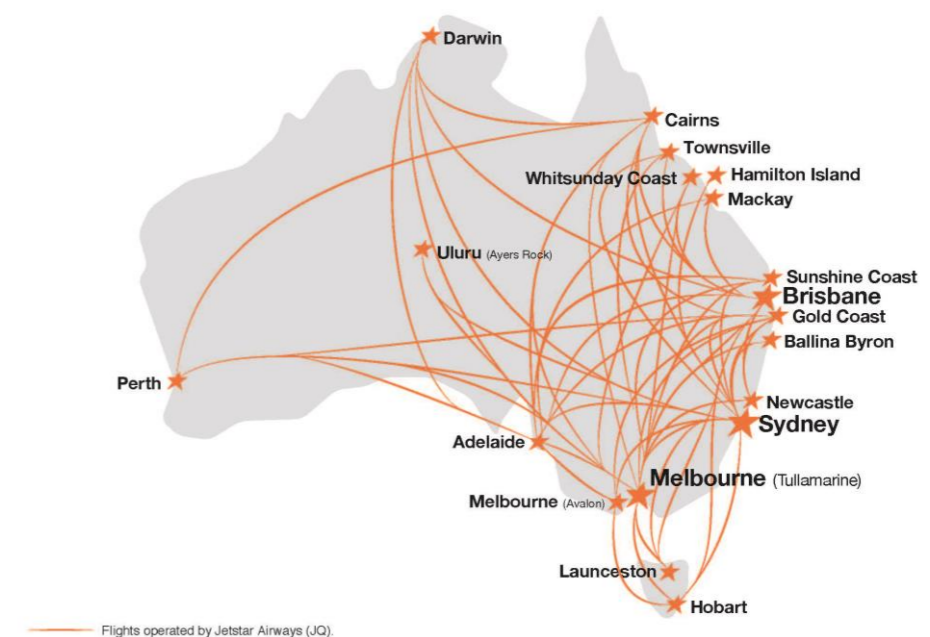 Darwin
Cairns
Townsville
Whitsunday Coast
Hamilton Island
Mackay
Uluru (Ayers Rock)
Sunshine Coast
Brisbane
Gold Coast
Ballina Byron
Perth
Newcastle
Sydney
Adelaide
Melbourne (Tullamarine)
Melbourne (Avalon)
Launceston
Hobart
Flights operated by Jetstar Airways (JQ).